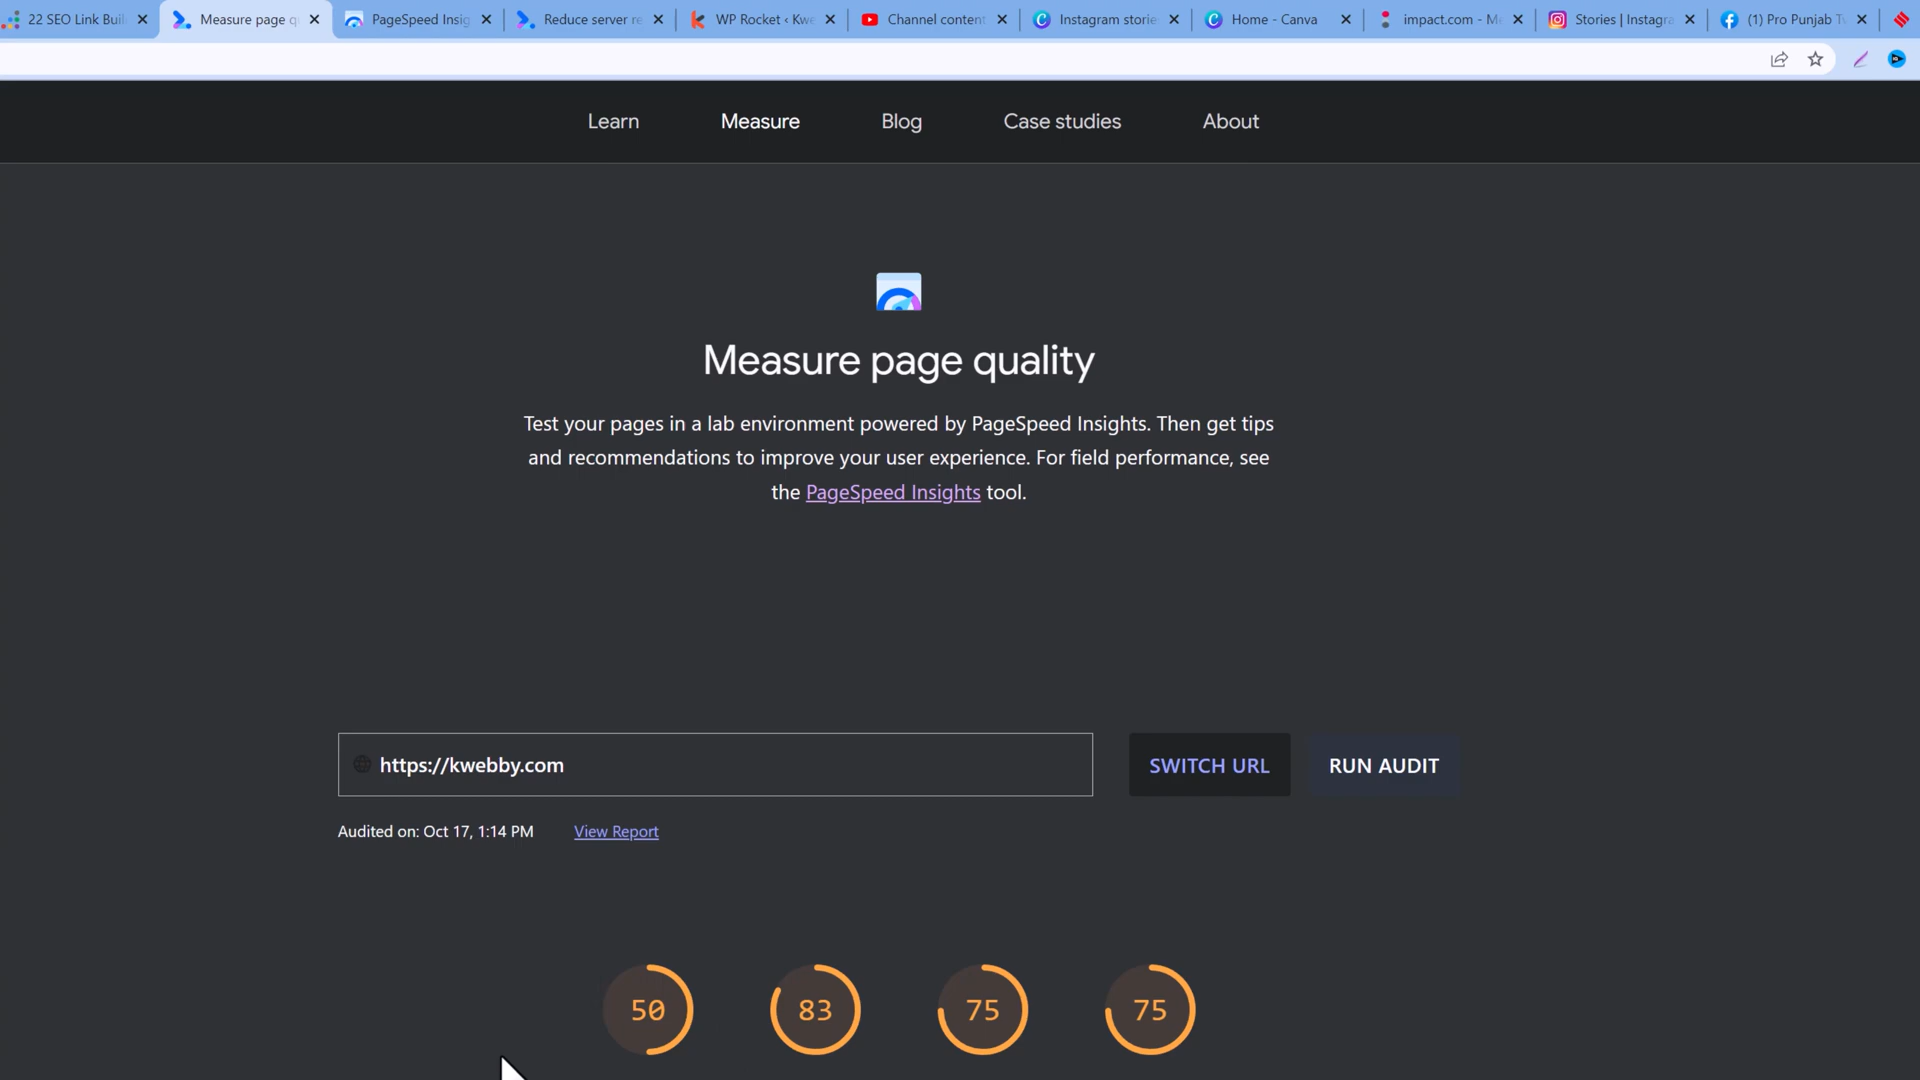 22 SEO Link Buil
Measure page q
PageSpeed Insig
Reduce server re
WP Rocket ‹ Kwe
Channel content
Instagram storie
Home - Canva
impact.com - Me
Stories | Instagra
(1) Pro Punjab Tv
Learn
Measure
Blog
Case studies
About
Measure page quality
Test your pages in a lab environment powered by PageSpeed Insights. Then get tips
and recommendations to improve your user experience. For field performance, see
the PageSpeed Insights tool.
https://kwebby.com
SWITCH URL
RUN AUDIT
Audited on: Oct 17, 1:14 PM
View Report
50
83
75
75